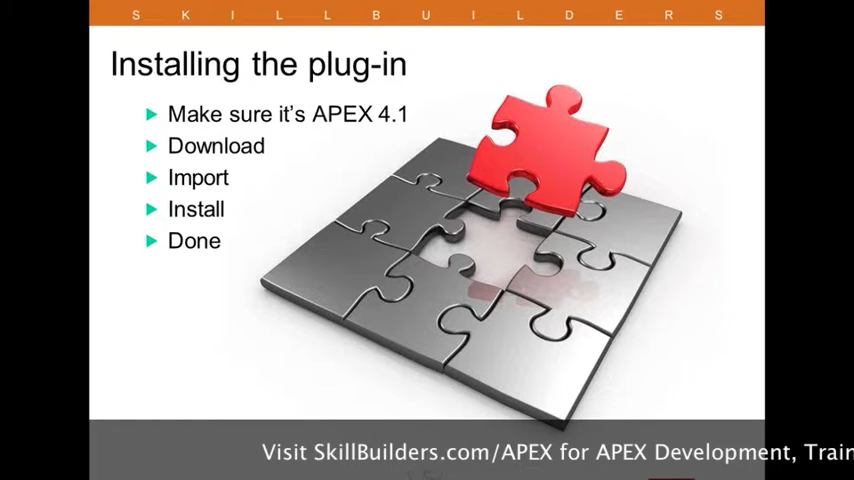 S K I L L B U I L D E R S
Installing the plug-in
Make sure it's APEX 4.1
Download
Import
Install
Done
Visit SkillBuilders.com/APEX for APEX Development, Train